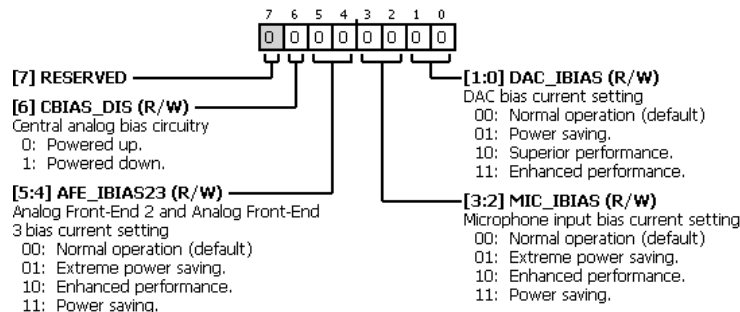 7 6 5 4 3 2 1 0
0 0 0 0 0 0 0 0
[7] RESERVED
[6] CBIAS_DIS (R/W)
Central analog bias circuitry
0: Powered up.
1: Powered down.
[5:4] AFE_IBIAS23 (R/W)
Analog Front-End 2 and Analog Front-End
3 bias current setting
00: Normal operation (default)
01: Extreme power saving.
10: Enhanced performance.
11: Power saving.
[1:0] DAC_IBIAS (R/W)
DAC bias current setting
00: Normal operation (default)
01: Power saving.
10: Superior performance.
11: Enhanced performance.
[3:2] MIC_IBIAS (R/W)
Microphone input bias current setting
00: Normal operation (default)
01: Extreme power saving.
10: Enhanced performance.
11: Power saving.